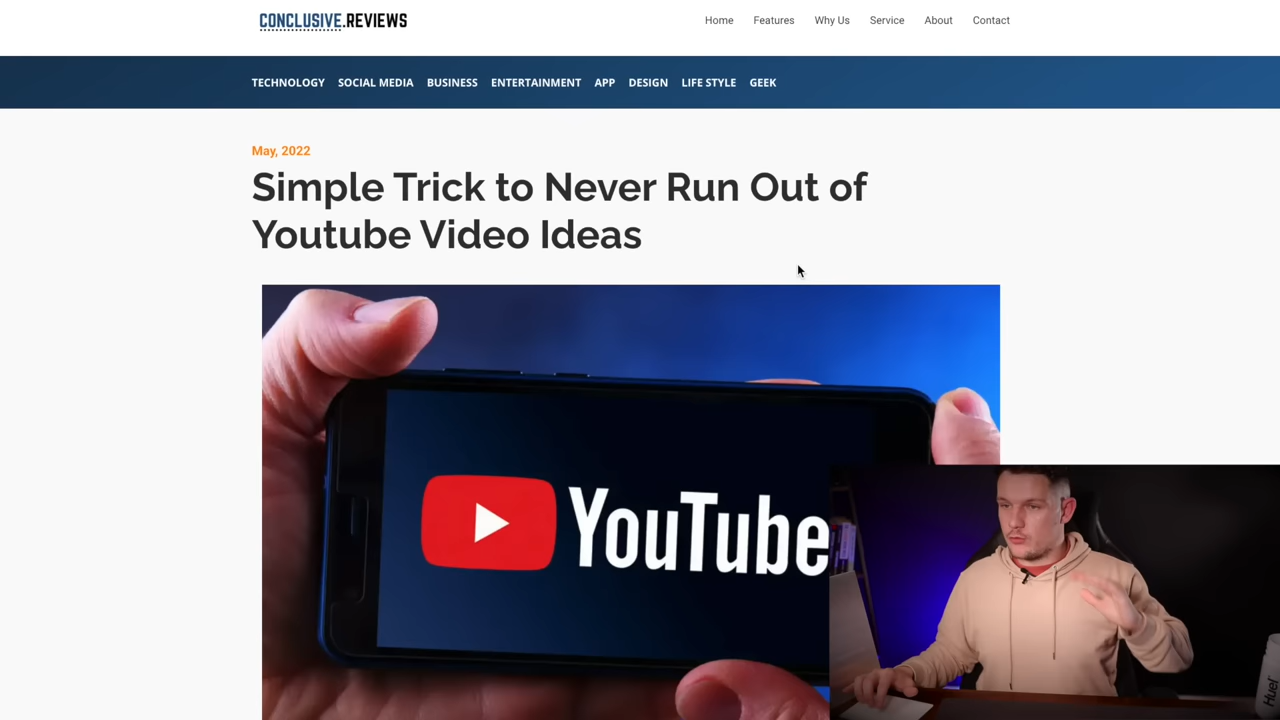 CONCLUSIVE.REVIEWS
Home Features Why Us Service About Contact
TECHNOLOGY SOCIAL MEDIA BUSINESS ENTERTAINMENT APP DESIGN LIFE STYLE GEEK
May, 2022
Simple Trick to Never Run Out of
Youtube Video Ideas
YouTube
Huel